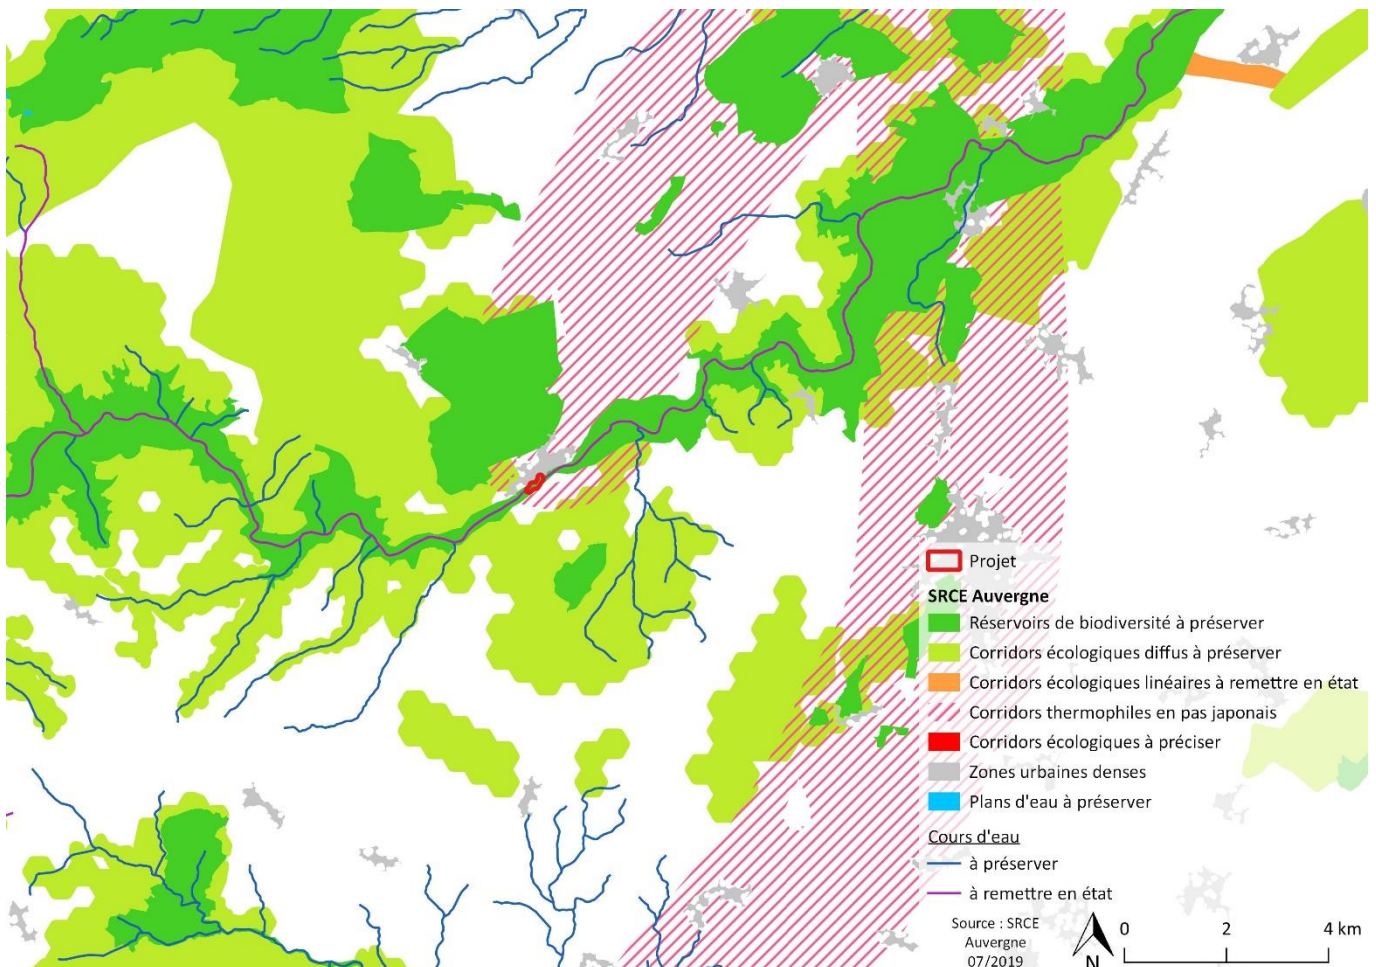 Projet
SRCE Auvergne
Réservoirs de biodiversité à préserver
Corridors écologiques diffus à préserver
Corridors écologiques linéaires à remettre en état
Corridors thermophiles en pas japonais
Corridors écologiques à préciser
Zones urbaines denses
Plans d'eau à préserver
Cours d'eau
à préserver
à remettre en état
Source : SRCE
Auvergne
07/2019
N
0 2 4 km